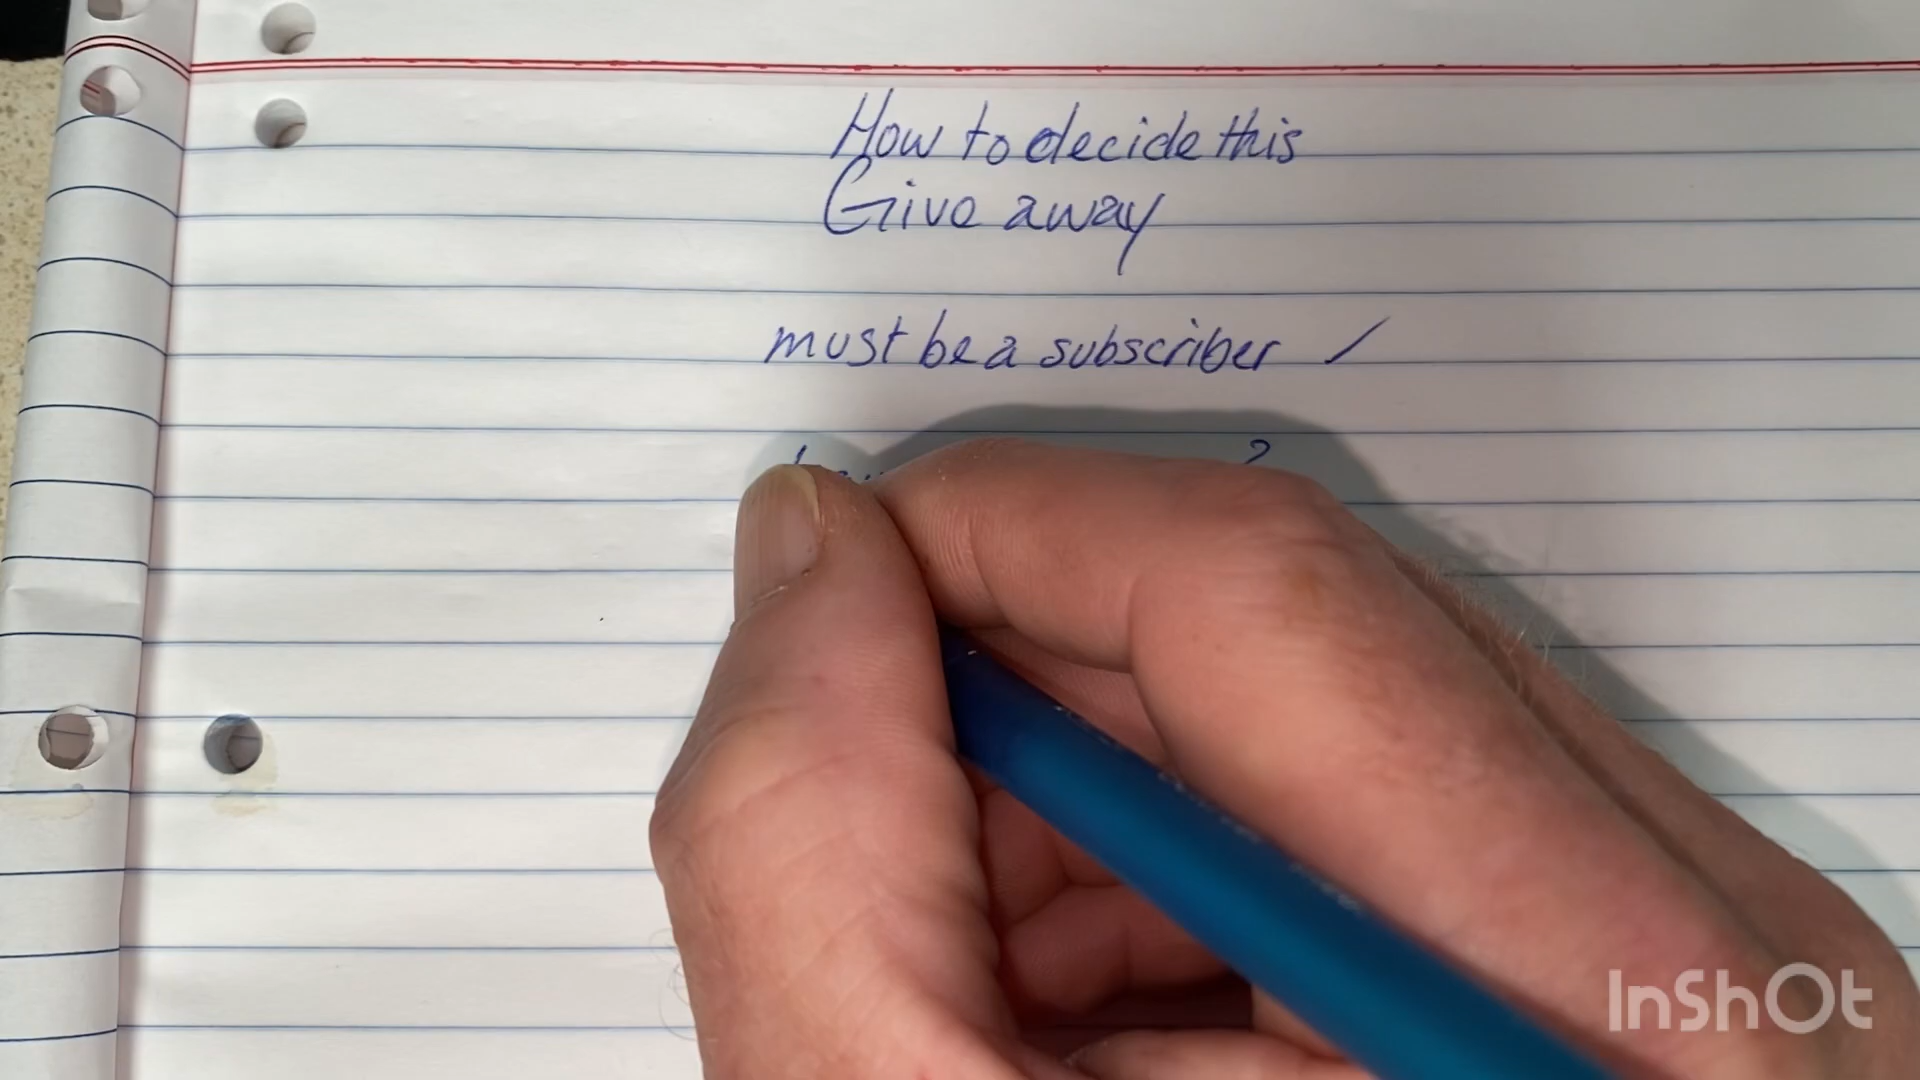 How to decide this
Give away
must be a subscriber
?
InShOt